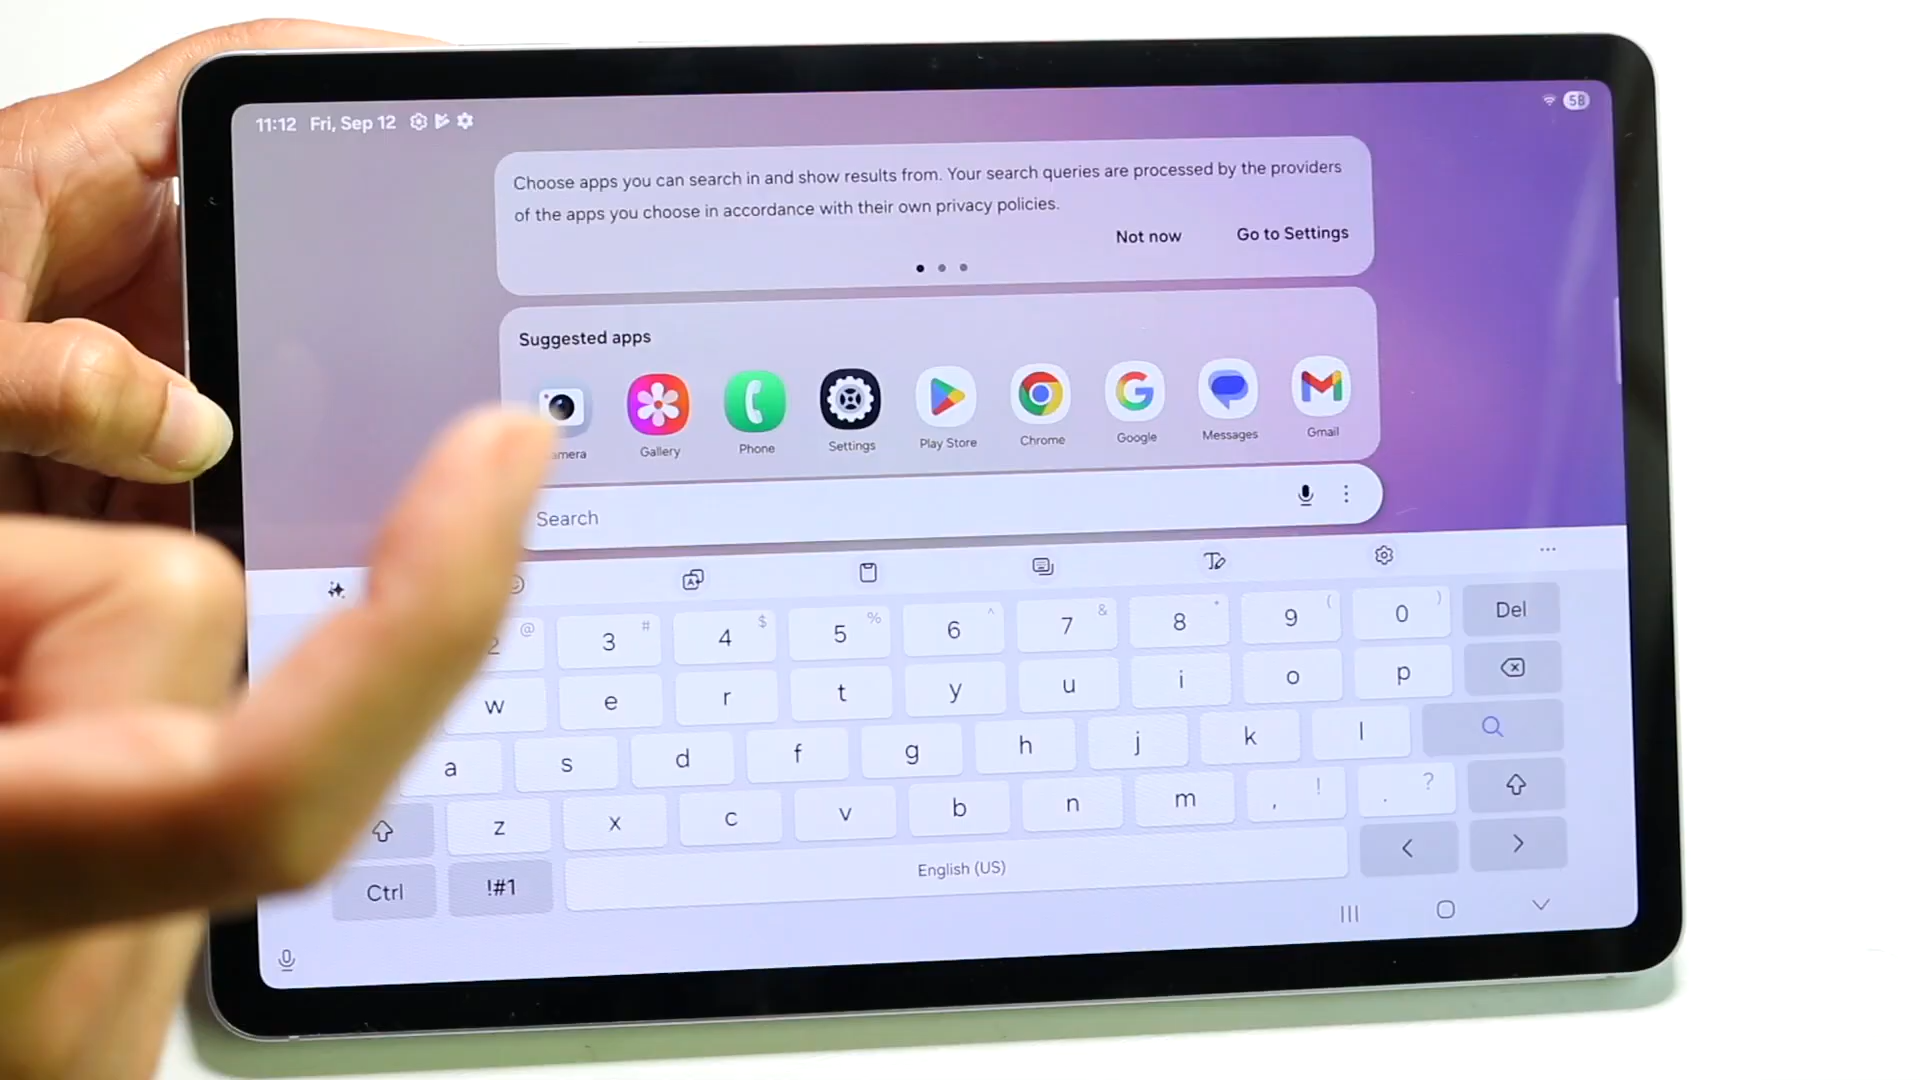 11:12 Fri, Sep 12
58
Choose apps you can search in and show results from. Your search queries are processed by the providers
of the apps you choose in accordance with their own privacy policies.
Not now Go to Settings
Suggested apps
Gallery Phone Settings Play Store Chrome Google Messages Gmail
Search
2 @ 3 # 4 $ 5 % 6 ^ 7 & 8 * 9 ( 0 ) Del
w e r t y u i o p
a s d f g h j k l
z x c v b n m , ! . ?
Ctrl !#1 English (US) < >